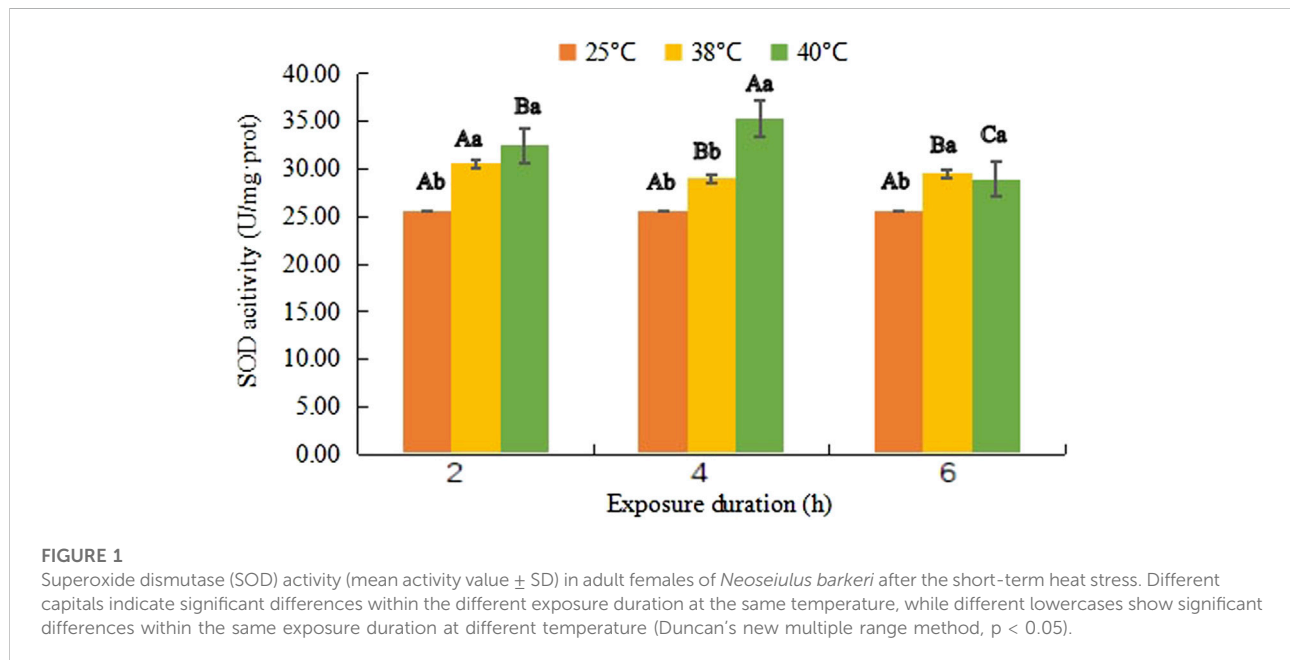 25°C 38°C 40°C
40.00
35.00
30.00
25.00
20.00
15.00
10.00
5.00
0.00
SOD acitivity (U/mg·prot)
Ab Aa Ba
Ab Bb Aa
Ab Ba Ca
2 4 6
Exposure duration (h)
FIGURE 1
Superoxide dismutase (SOD) activity (mean activity value ± SD) in adult females of Neoseiulus barkeri after the short-term heat stress. Different
capitals indicate significant differences within the different exposure duration at the same temperature, while different lowercases show significant
differences within the same exposure duration at different temperature (Duncan's new multiple range method, p < 0.05).